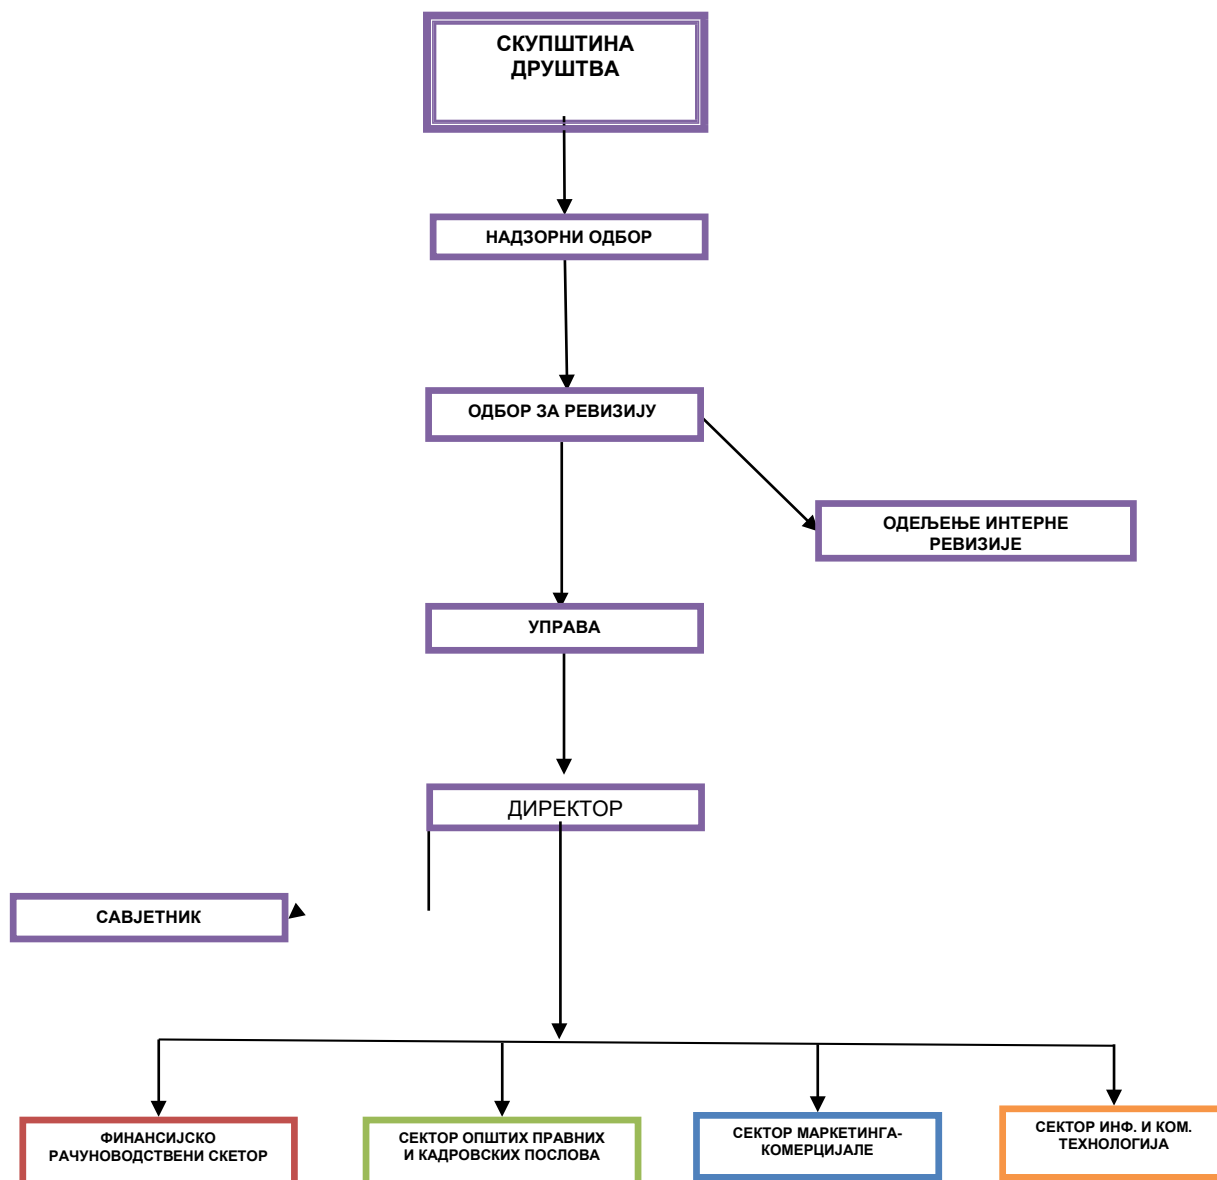 СКУПШТИНА
ДРУШТВА
НАДЗОРНИ ОДБОР
ОДБОР ЗА РЕВИЗИЈУ
ОДЕЉЕЊЕ ИНТЕРНЕ
РЕВИЗИЈЕ
УПРАВА
ДИРЕКТОР
САВЈЕТНИК
ФИНАНСИЈСКО
РАЧУНОВОДСТВЕНИ СКЕТОР
СЕКТОР ОПШТИХ ПРАВНИХ
И КАДРОВСКИХ ПОСЛОВА
СЕКТОР МАРКЕТИНГА-
КОМЕРЦИЈАЛЕ
СЕКТОР ИНФ. И КОМ.
ТЕХНОЛОГИЈА